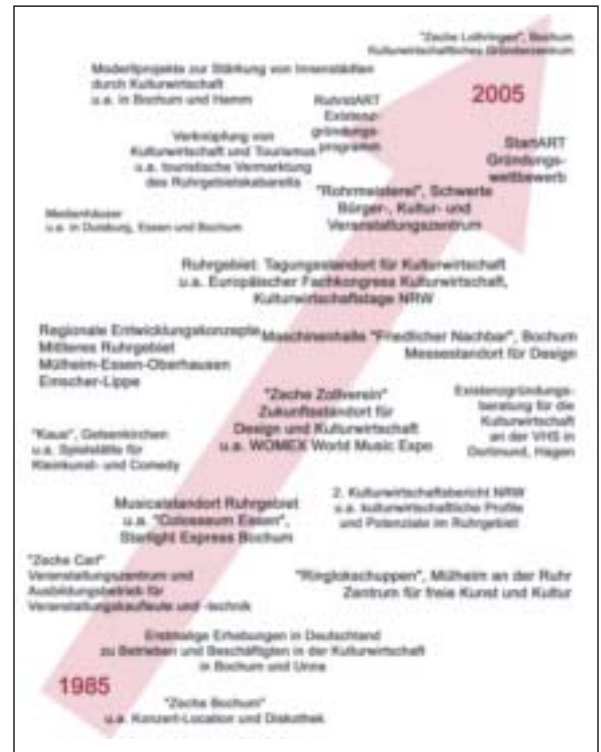 "Zeche Lothringen", Bochum
Kulturwirtschaftliches Gründerzentrum
2005
Modellprojekte zur Stärkung von Innenstädten
durch Kulturwirtschaft
u.a. in Bochum und Hamm
RuhrstART
Existenz-
gründungs-
programm
StartART
Gründungs-
wettbewerb
Verknüpfung von
Kulturwirtschaft und Tourismus
u.a. touristische Vermarktung
des Ruhrgebietskabaretts
"Rohrmeisterei", Schwerte
Bürger-, Kultur- und
Veranstaltungszentrum
Medienhäuser
u.a. in Duisburg, Essen und Bochum
Ruhrgebiet: Tagungsstandort für Kulturwirtschaft
u.a. Europäischer Fachkongress Kulturwirtschaft,
Kulturwirtschaftstage NRW
Regionale Entwicklungskonzepte
Mittleres Ruhrgebiet
Mülheim-Essen-Oberhausen
Emscher-Lippe
Maschinenhalle "Friedlicher Nachbar", Bochum
Messestandort für Design
"Zeche Zollverein"
Zukunftsstandort für
Design und Kulturwirtschaft
u.a. WOMEX World Music Expo
Existenzgründungs-
beratung für die
Kulturwirtschaft
an der VHS in
Dortmund, Hagen
"Kaue", Gelsenkirchen
u.a. Spielstätte für
Kleinkunst- und Comedy
Musicalstandort Ruhrgebiet
u.a. "Colosseum Essen",
Starlight Express Bochum
2. Kulturwirtschaftsbericht NRW
u.a. kulturwirtschaftliche Profile
und Potenziale im Ruhrgebiet
"Zeche Carl"
Veranstaltungszentrum und
Ausbildungsbetrieb für
Veranstaltungskaufleute und -technik
"Ringlokschuppen", Mülheim an der Ruhr
Zentrum für freie Kunst und Kultur
Erstmalige Erhebungen in Deutschland
zu Betrieben und Beschäftigten in der Kulturwirtschaft
in Bochum und Unna
1985
"Zeche Bochum"
u.a. Konzert-Location und Diskothek